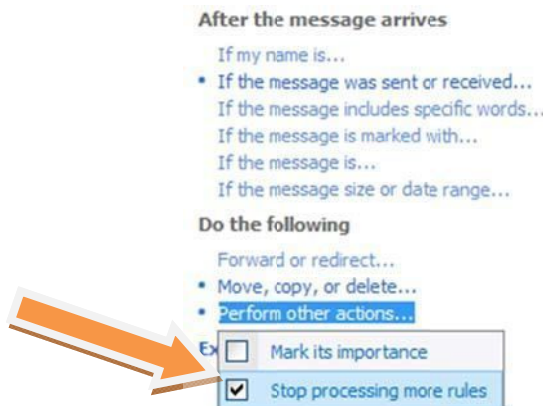 After the message arrives
If my name is...
• If the message was sent or received...
If the message includes specific words...
If the message is marked with...
If the message is...
If the message size or date range...
Do the following
Forward or redirect...
• Move, copy, or delete...
• Perform other actions...
Ex
Mark its importance
Stop processing more rules